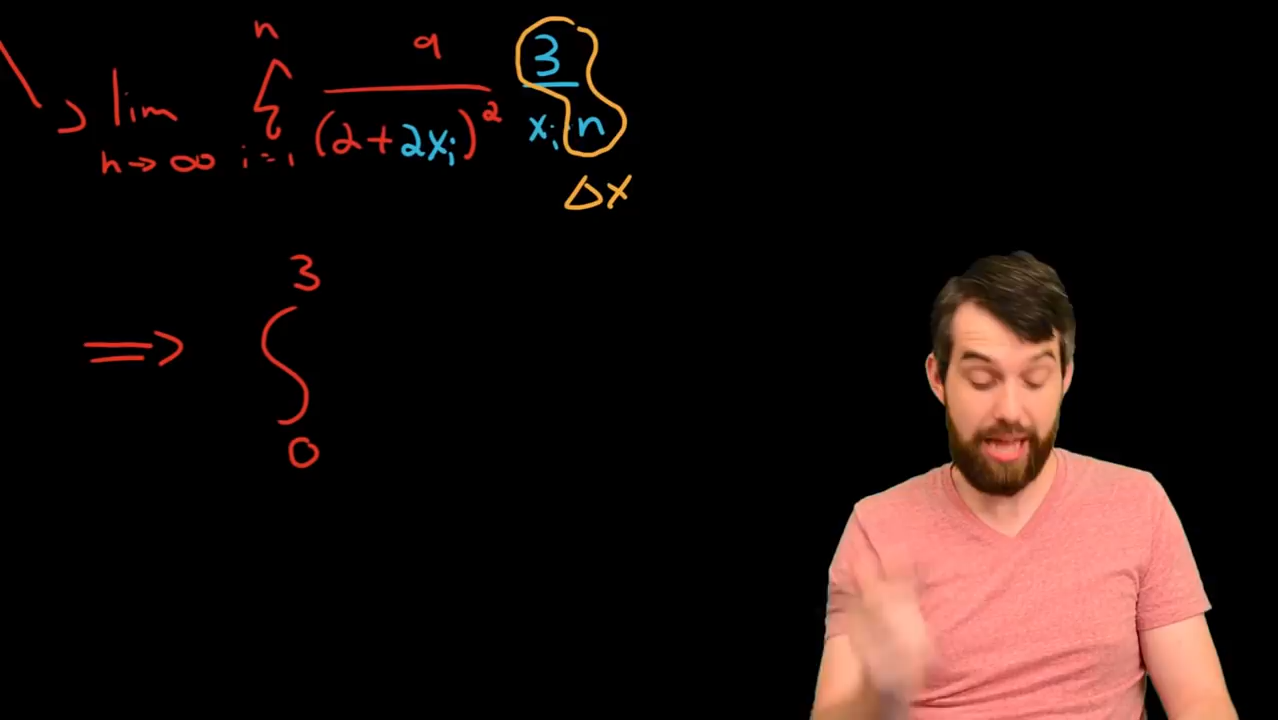 lim n→∞ n Σ i=1 9/(2+2xᵢ)² 3/(xᵢ n)
Δx
⇒ ∫ 3 0